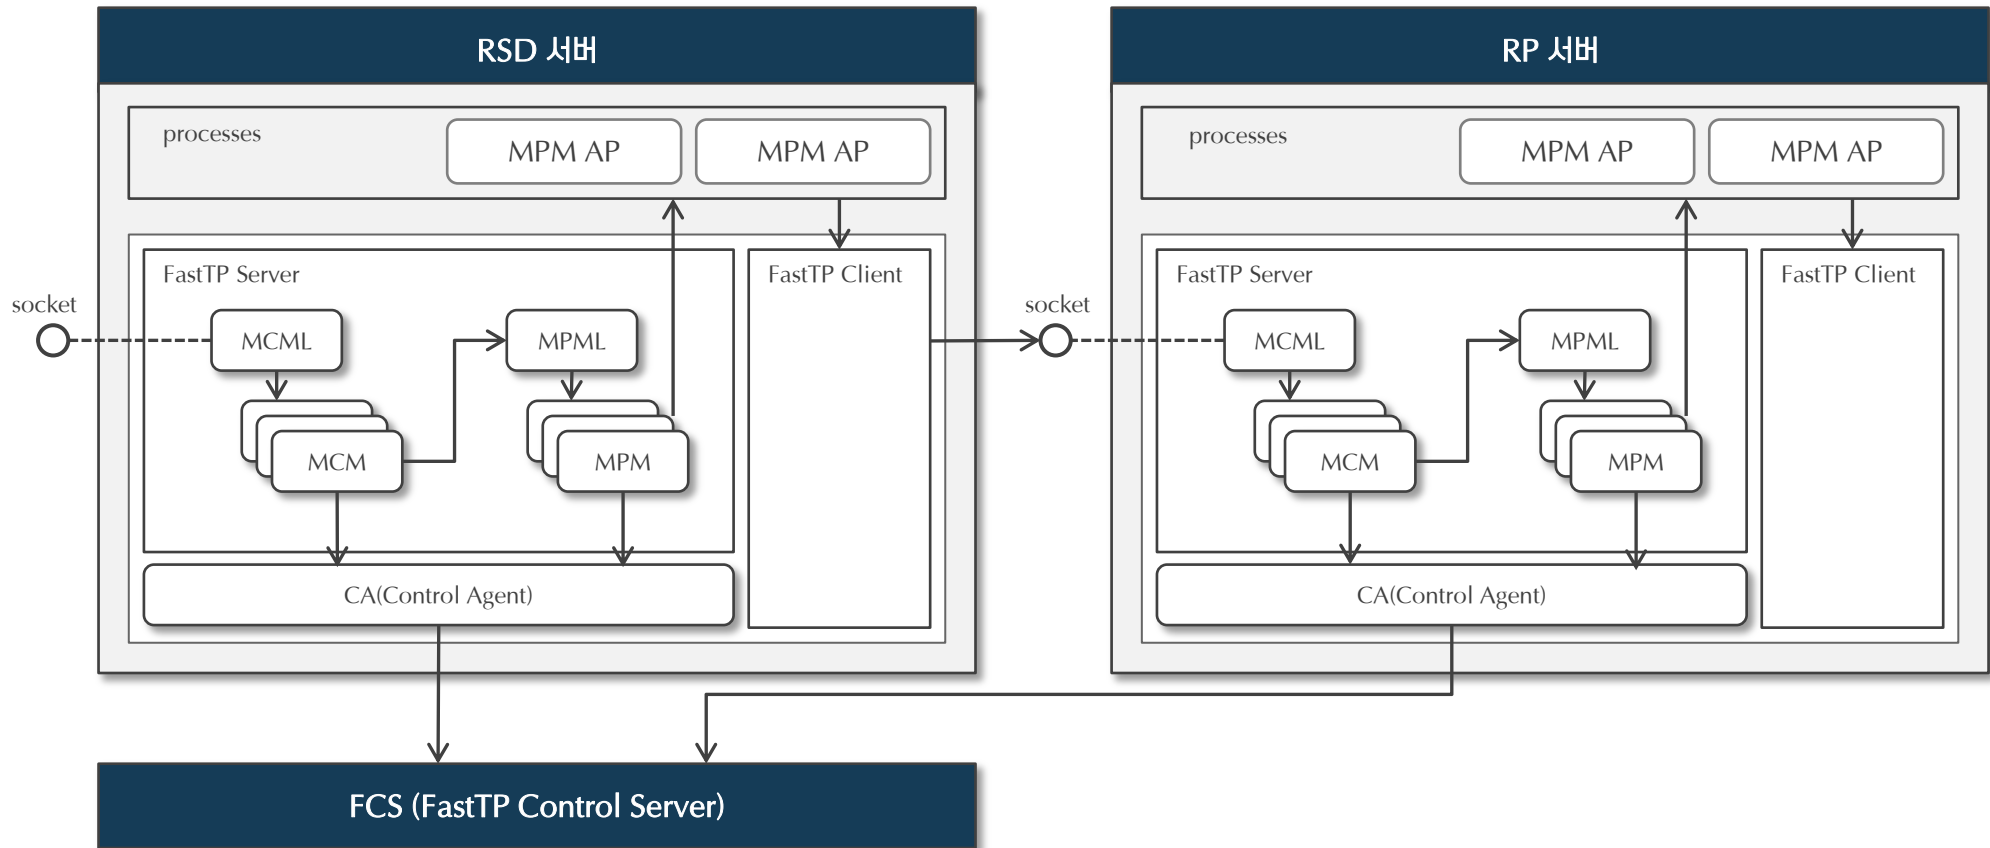 RSD 서버
processes
MPM AP
MPM AP
FastTP Server
FastTP Client
socket
MCML
MPML
MCM
MPM
CA(Control Agent)
RP 서버
processes
MPM AP
MPM AP
FastTP Server
FastTP Client
socket
MCML
MPML
MCM
MPM
CA(Control Agent)
FCS (FastTP Control Server)